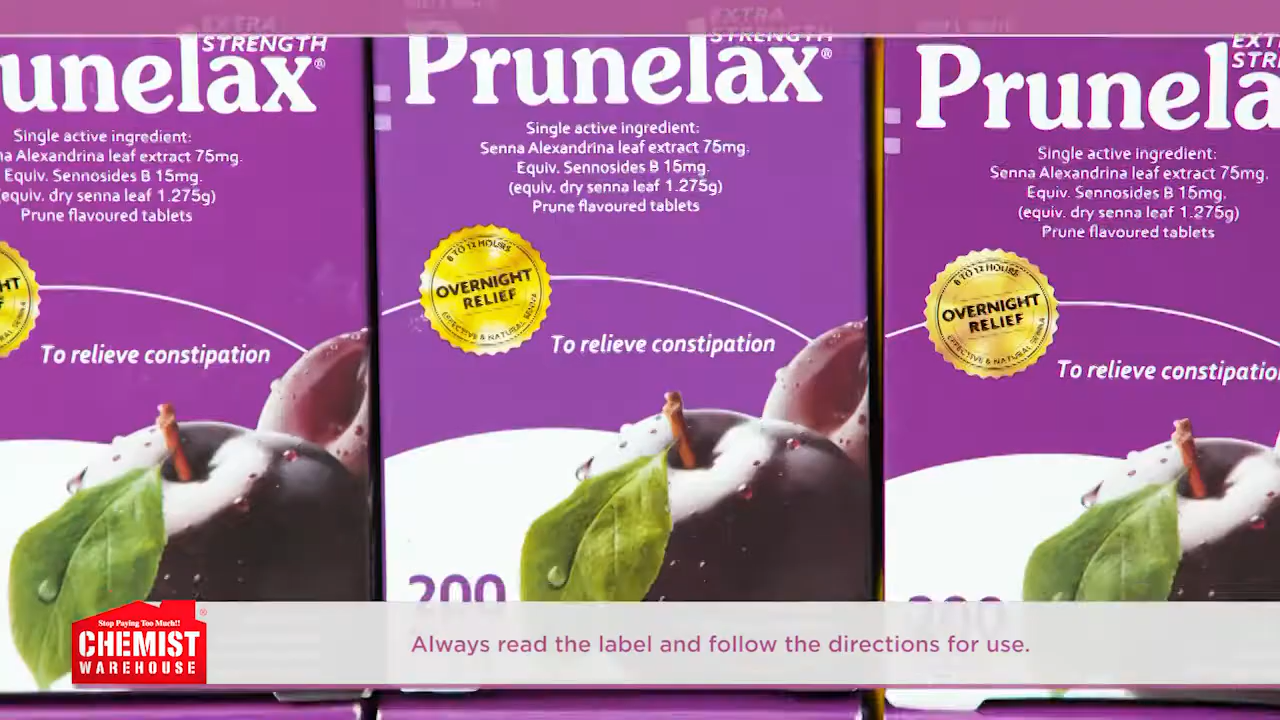 EXTRA
STRENGTH
unelax®
Single active ingredient:
na Alexandrina leaf extract 75mg.
Equiv. Sennosides B 15mg.
(equiv. dry senna leaf 1.275g)
Prune flavoured tablets
To relieve constipation
EXTRA
STRENGTH
Prunelax®
Single active ingredient:
Senna Alexandrina leaf extract 75mg.
Equiv. Sennosides B 15mg.
(equiv. dry senna leaf 1.275g)
Prune flavoured tablets
8 TO 12 HOURS
OVERNIGHT
RELIEF
EFFECTIVE & NATURAL SENNA
To relieve constipation
200
EXT
STR
Prunela
Single active ingredient:
Senna Alexandrina leaf extract 75mg.
Equiv. Sennosides B 15mg.
(equiv. dry senna leaf 1.275g)
Prune flavoured tablets
8 TO 12 HOURS
OVERNIGHT
RELIEF
EFFECTIVE & NATURAL SENNA
To relieve constipatio
200
Stop Paying Too Much!!
CHEMIST
WAREHOUSE
®
Always read the label and follow the directions for use.